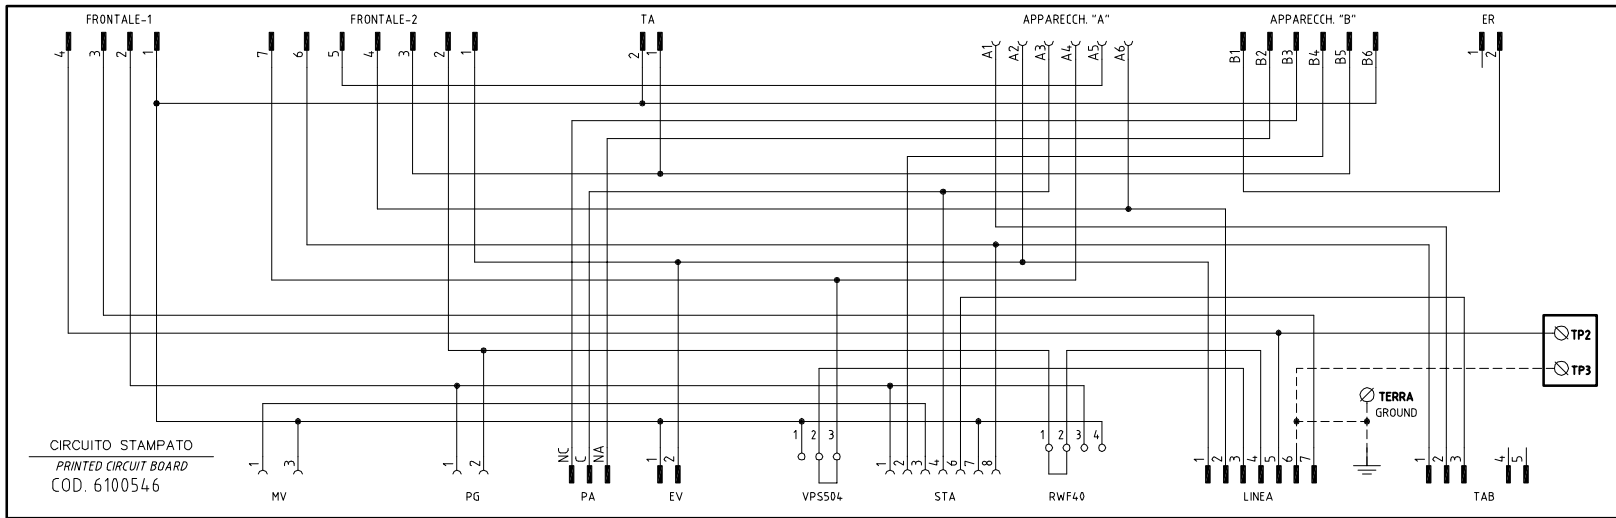 FRONTALE-1 FRONTALE-2 TA APPARECCH. "A" APPARECCH. "B" ER
4 3 2 1 7 6 5 4 3 2 1 2 1 A1 A2 A3 A4 A5 A6 B1 B2 B3 B4 B5 B6 1 2
TP2
TP3
TERRA
GROUND
CIRCUITO STAMPATO
PRINTED CIRCUIT BOARD
COD. 6100546
1 3 1 2 NC C NA 1 2 1 2 3 1 2 3 4 6 7 8 1 2 3 4 1 2 3 4 5 6 7 1 2 3 4 5
MV PG PA EV VPS504 STA RWF40 LINEA TAB